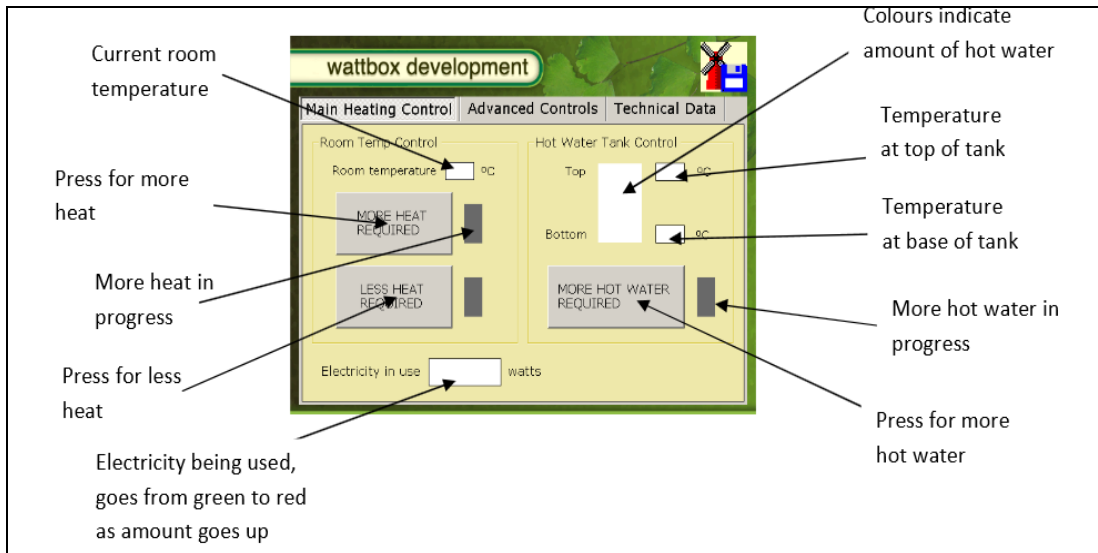 Colours indicate
amount of hot water
Current room
temperature
wattbox development
Main Heating Control Advanced Controls Technical Data
Temperature
at top of tank
Room Temp Control Hot Water Tank Control
Room temperature ºC Top ºC
Press for more
heat
MORE HEAT
REQUIRED
Bottom ºC
Temperature
at base of tank
More heat in
progress
LESS HEAT
REQUIRED
MORE HOT WATER
REQUIRED
More hot water in
progress
Press for less
heat
Electricity in use watts
Press for more
hot water
Electricity being used,
goes from green to red
as amount goes up